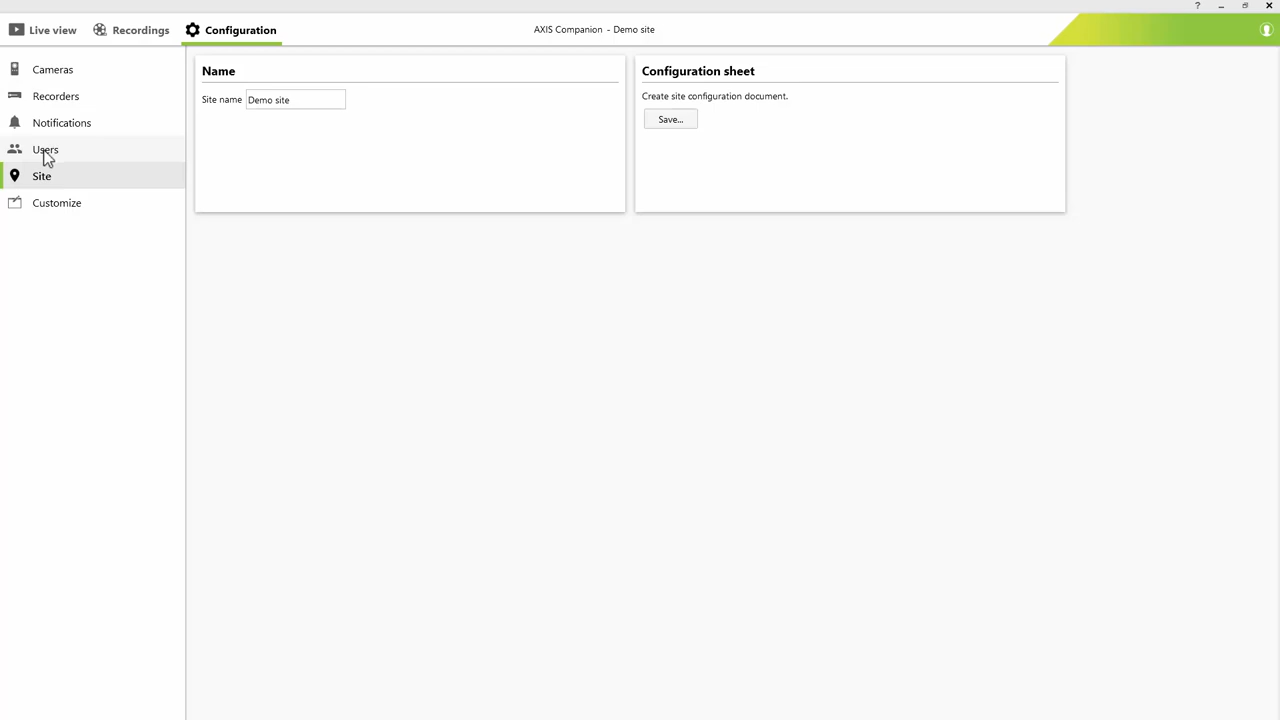 ?
Live view
Recordings
Configuration
AXIS Companion - Demo site
Cameras
Recorders
Notifications
Users
Site
Customize
Name
Site name Demo site
Configuration sheet
Create site configuration document.
Save...